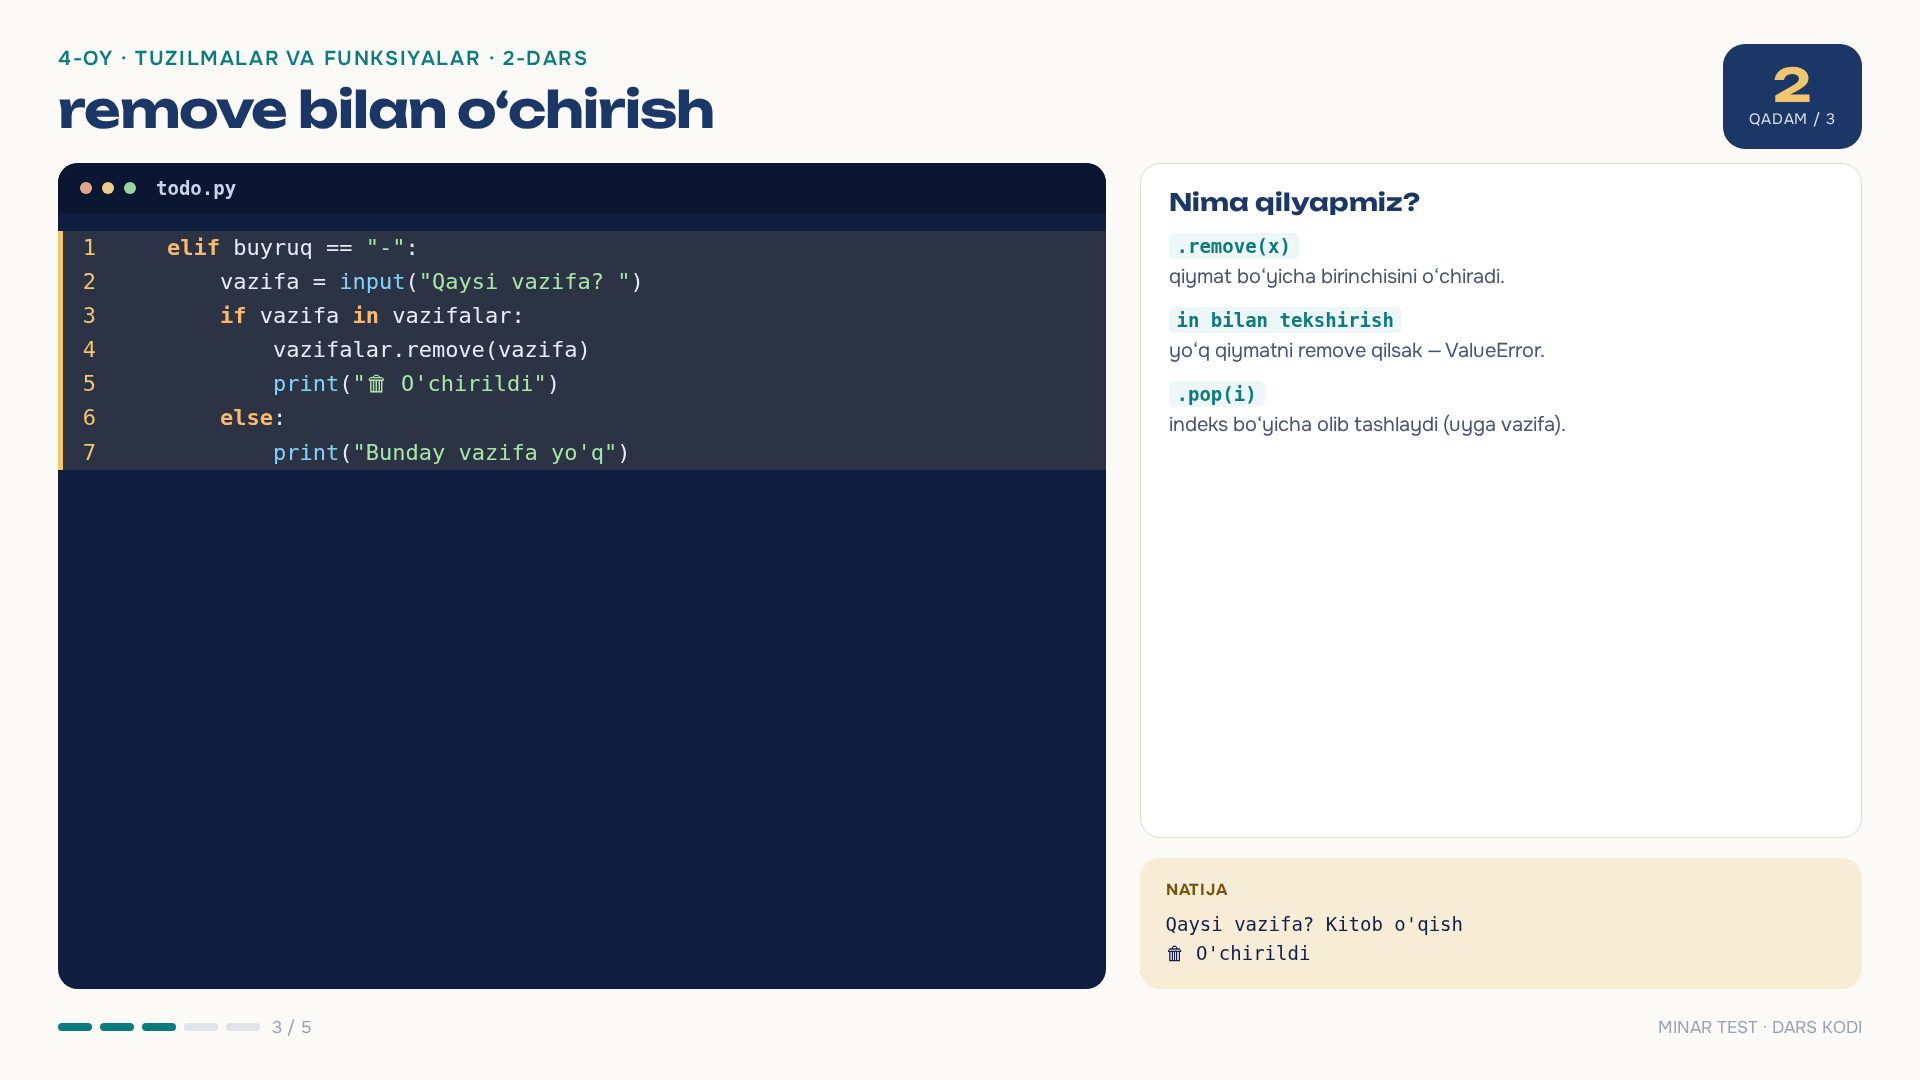 4-OY · TUZILMALAR VA FUNKSIYALAR · 2-DARS
remove bilan o‘chirish
2
QADAM / 3
todo.py
1 elif buyruq == "-":
2 vazifa = input("Qaysi vazifa? ")
3 if vazifa in vazifalar:
4 vazifalar.remove(vazifa)
5 print("🗑 O'chirildi")
6 else:
7 print("Bunday vazifa yo'q")
Nima qilyapmiz?
.remove(x)
qiymat bo‘yicha birinchisini o‘chiradi.
in bilan tekshirish
yo‘q qiymatni remove qilsak — ValueError.
.pop(i)
indeks bo‘yicha olib tashlaydi (uyga vazifa).
NATIJA
Qaysi vazifa? Kitob o'qish
🗑 O'chirildi
3 / 5
MINAR TEST · DARS KODI